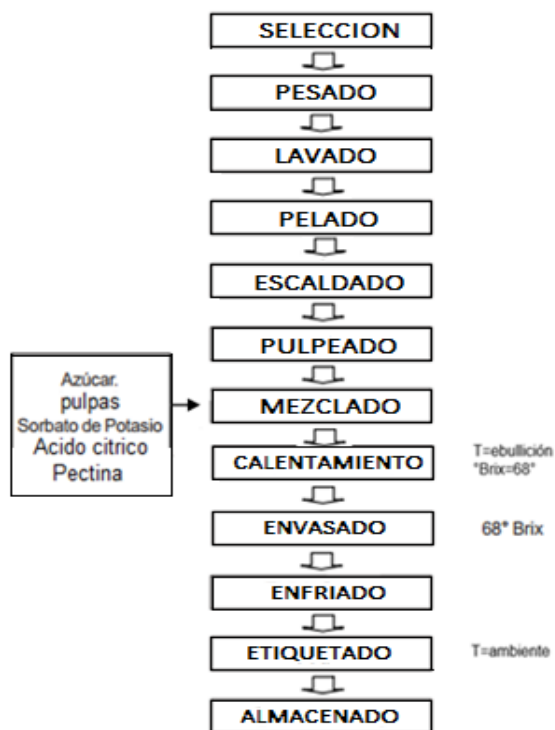 SELECCION
PESADO
LAVADO
PELADO
ESCALDADO
PULPEADO
Azúcar.
pulpas
Sorbato de Potasio
Acido citrico
Pectina
MEZCLADO
CALENTAMIENTO
T=ebullición
°Brix=68°
ENVASADO
68° Brix
ENFRIADO
ETIQUETADO
T=ambiente
ALMACENADO